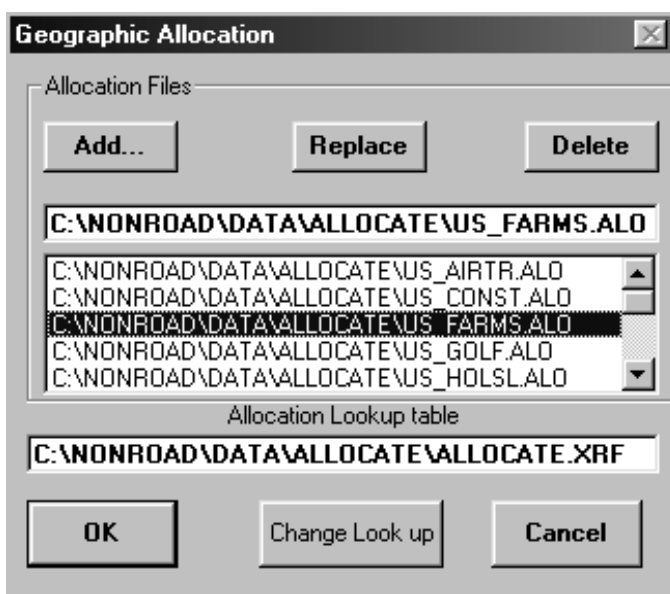 Geographic Allocation
Allocation Files
Add... Replace Delete
C:\NONROAD\DATA\ALLOCATE\US_FARMS.ALO
C:\NONROAD\DATA\ALLOCATE\US_AIRTR.ALO
C:\NONROAD\DATA\ALLOCATE\US_CONST.ALO
C:\NONROAD\DATA\ALLOCATE\US_FARMS.ALO
C:\NONROAD\DATA\ALLOCATE\US_GOLF.ALO
C:\NONROAD\DATA\ALLOCATE\US_HOLSL.ALO
Allocation Lookup table
C:\NONROAD\DATA\ALLOCATE\ALLOCATE.XRF
OK Change Look up Cancel